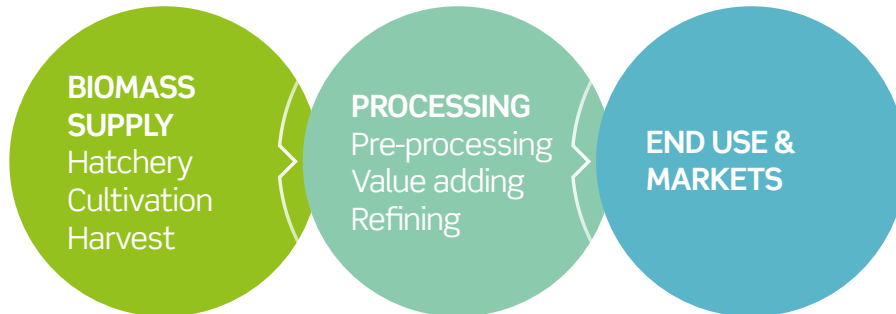 BIOMASS
SUPPLY
Hatchery
Cultivation
Harvest
PROCESSING
Pre-processing
Value adding
Refining
END USE &
MARKETS